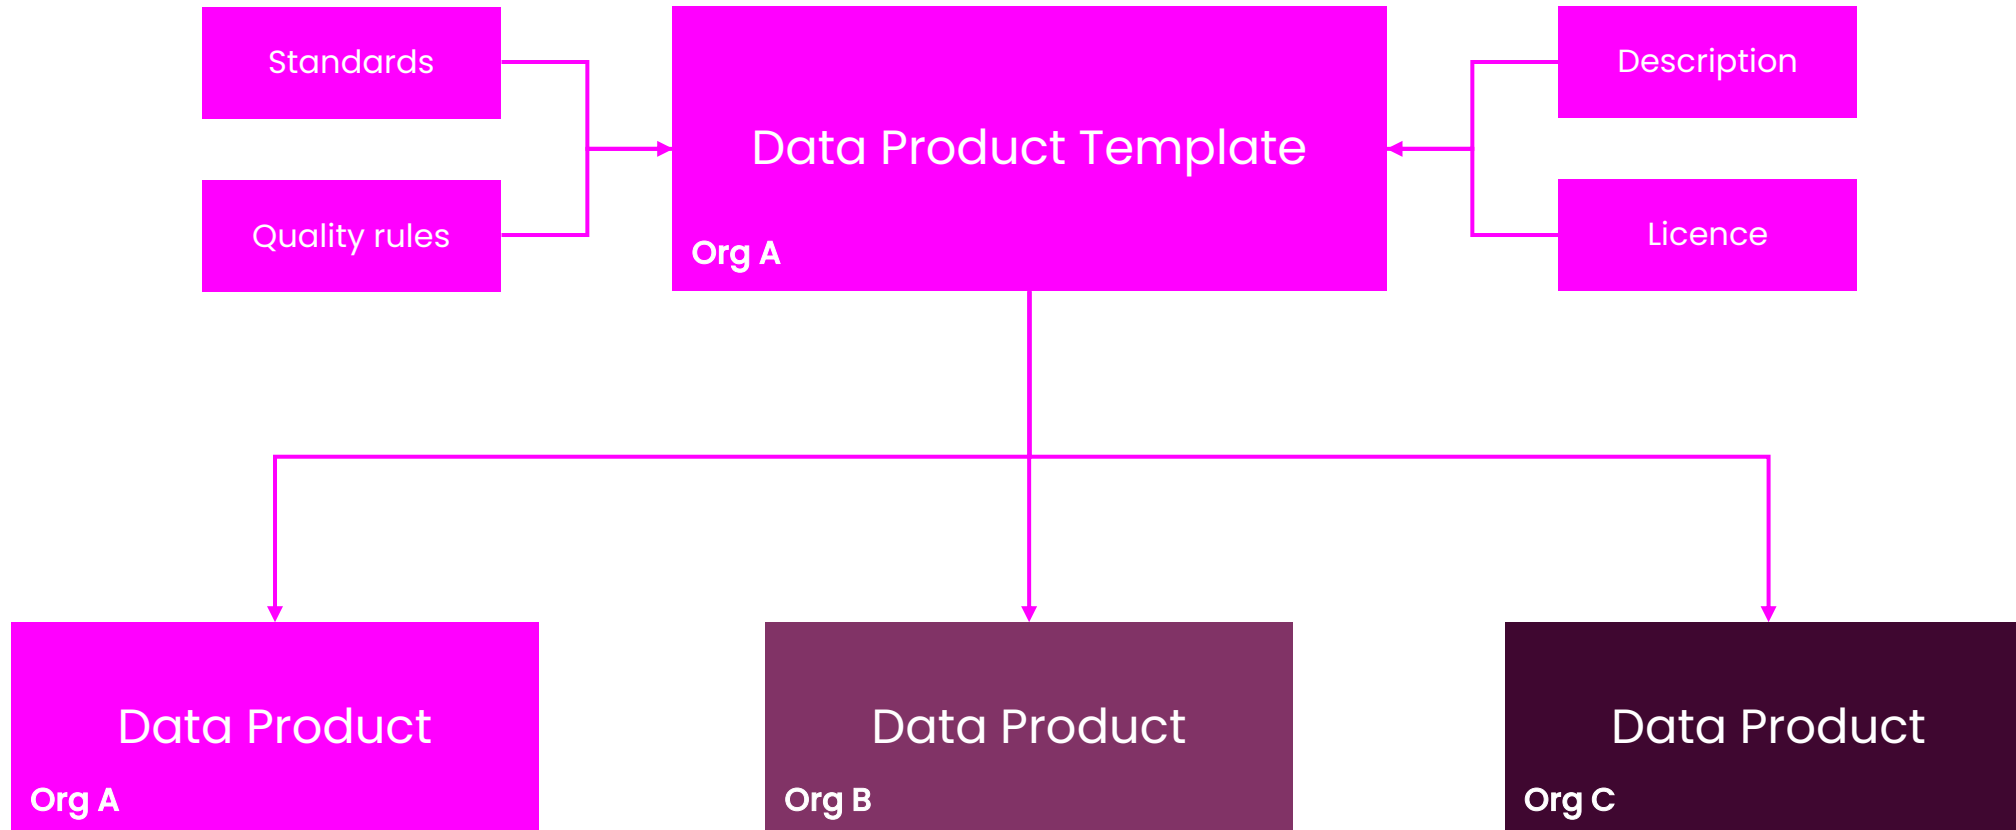 Standards
Quality rules
Data Product Template
Org A
Description
Licence
Data Product
Org A
Data Product
Org B
Data Product
Org C